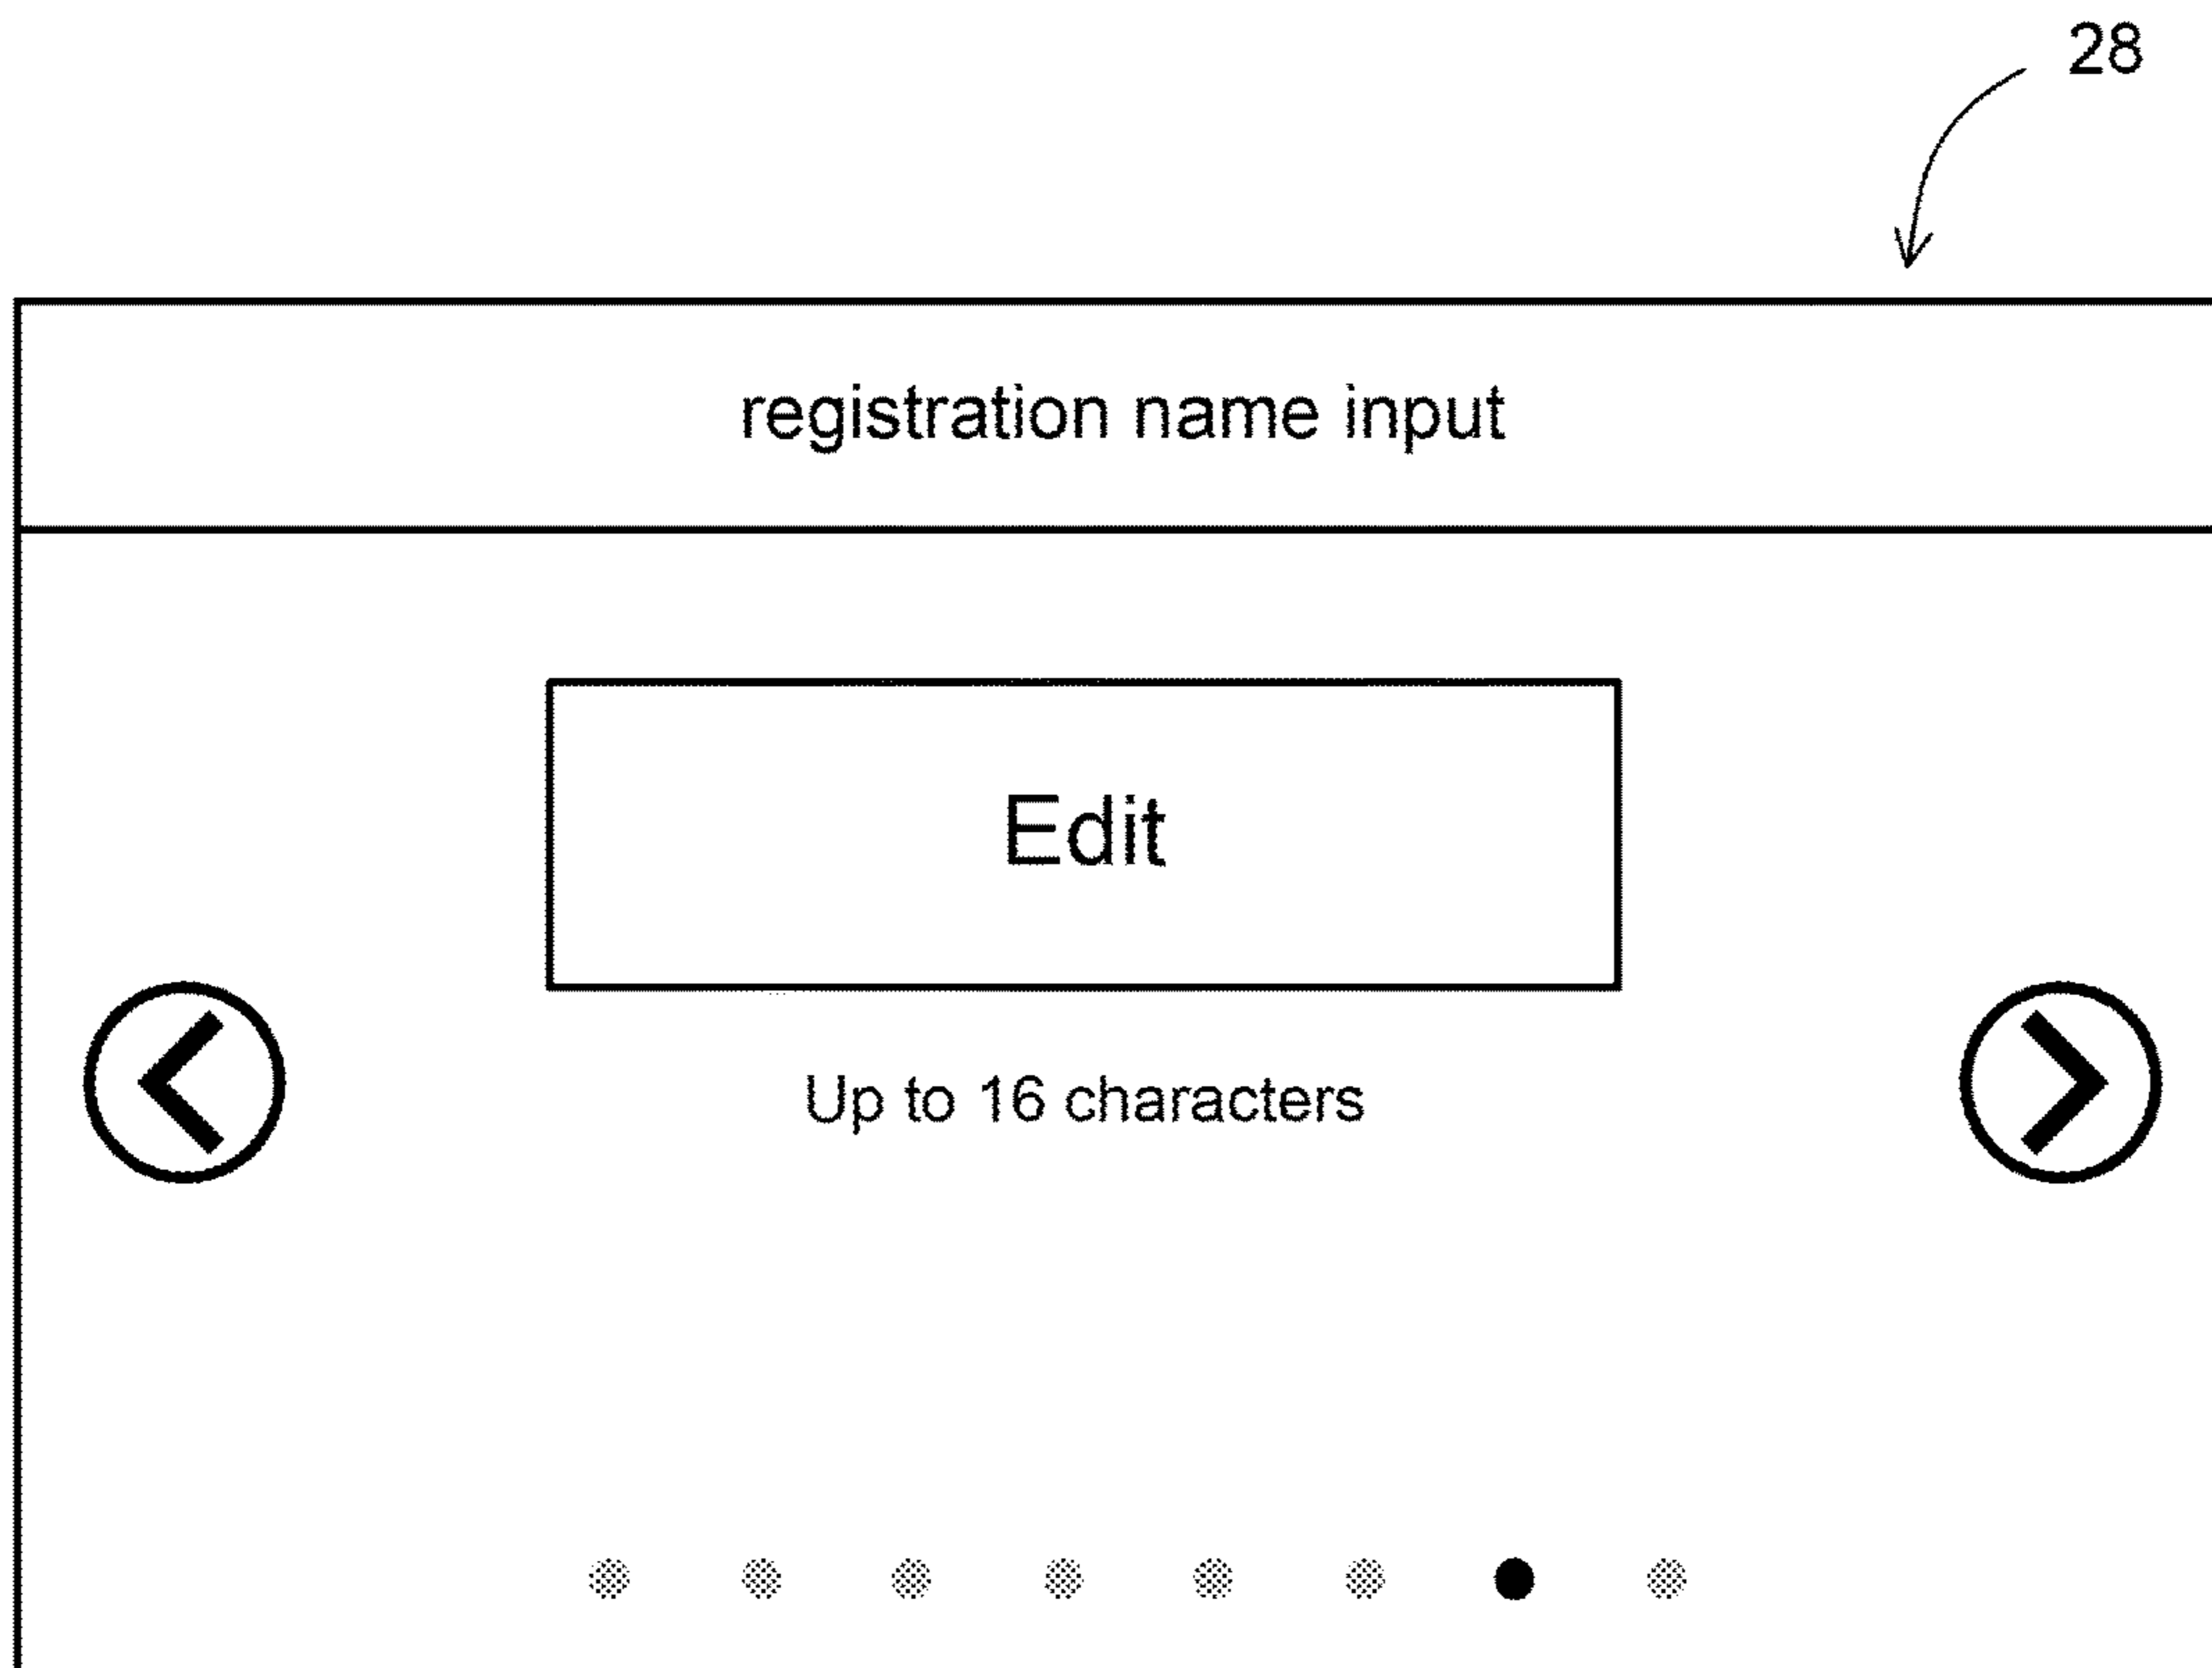 28
registration name input
Edit
Up to 16 characters